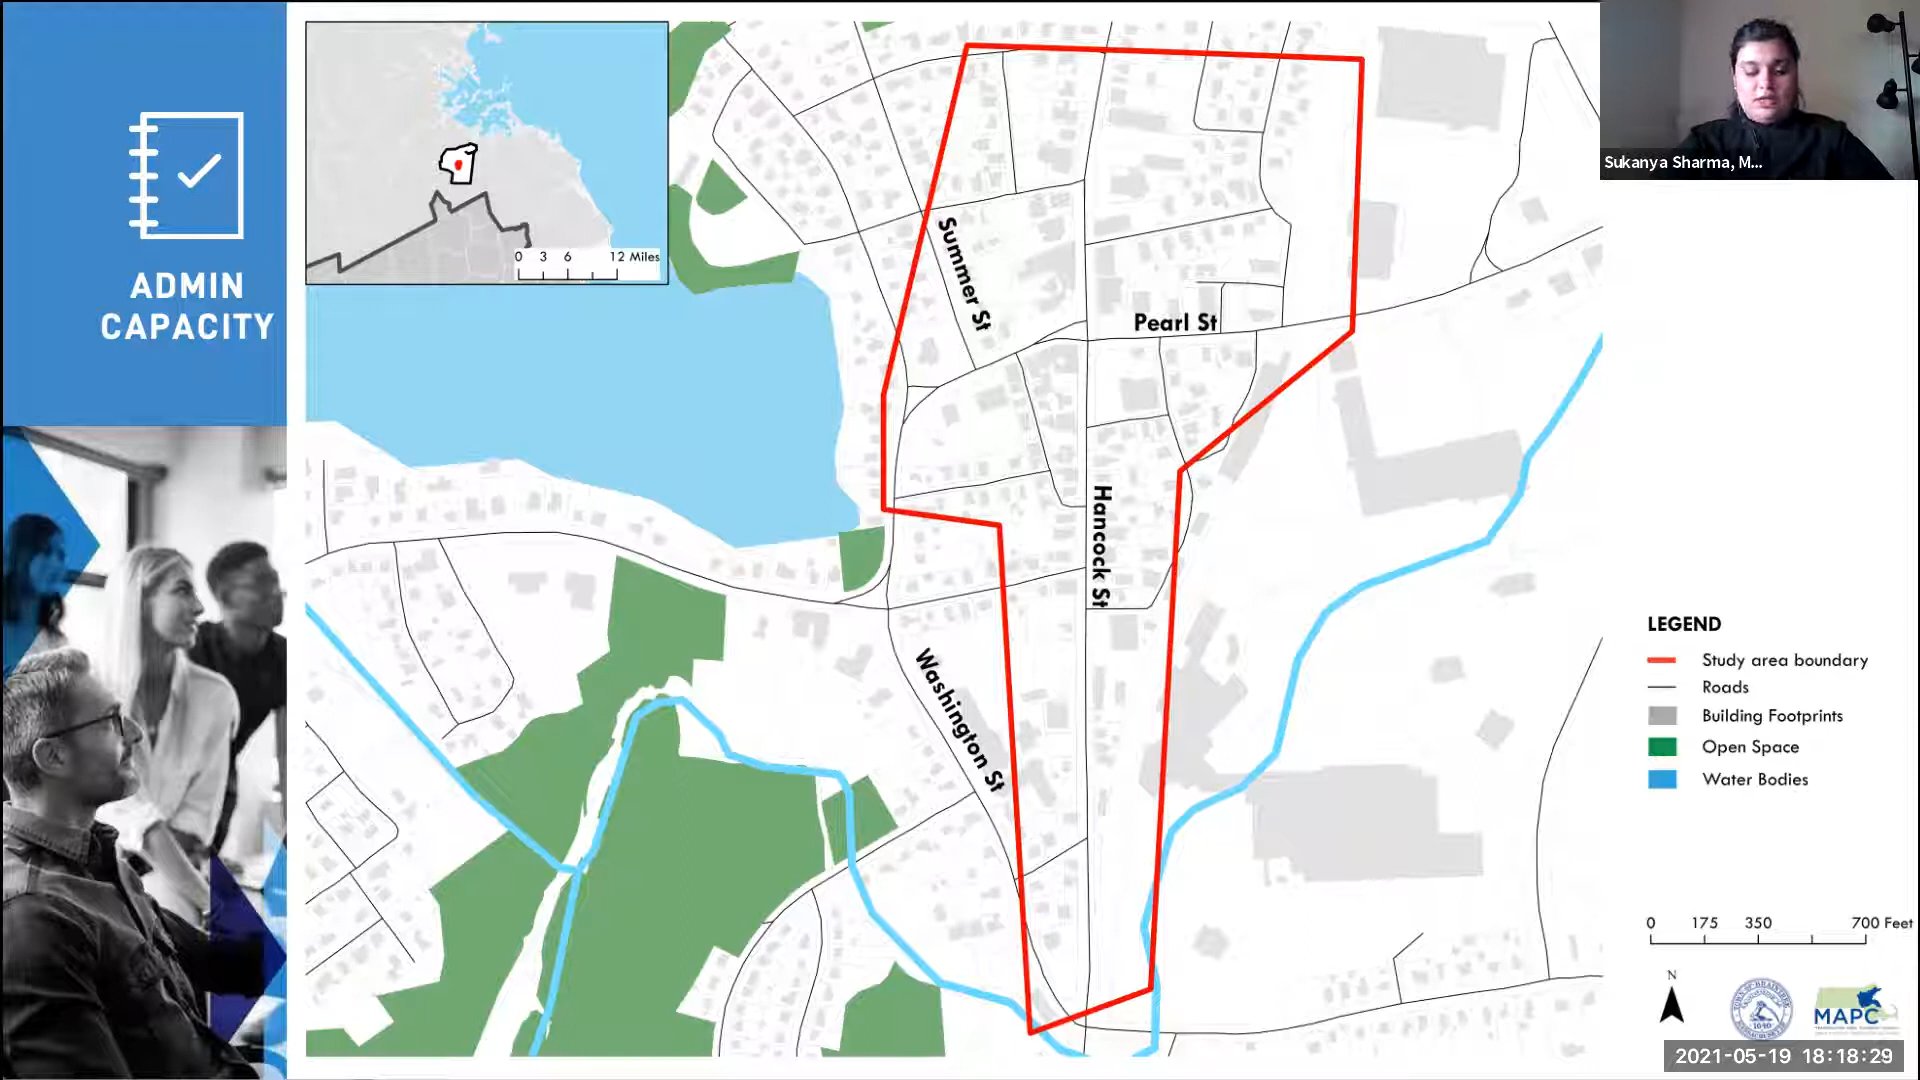 ADMIN
CAPACITY
0 3 6 12 Miles
Summer St
Pearl St
Hancock St
Washington St
Sukanya Sharma, M...
LEGEND
Study area boundary
Roads
Building Footprints
Open Space
Water Bodies
0 175 350 700 Feet
N
MAPC
2021-05-19 18:18:29